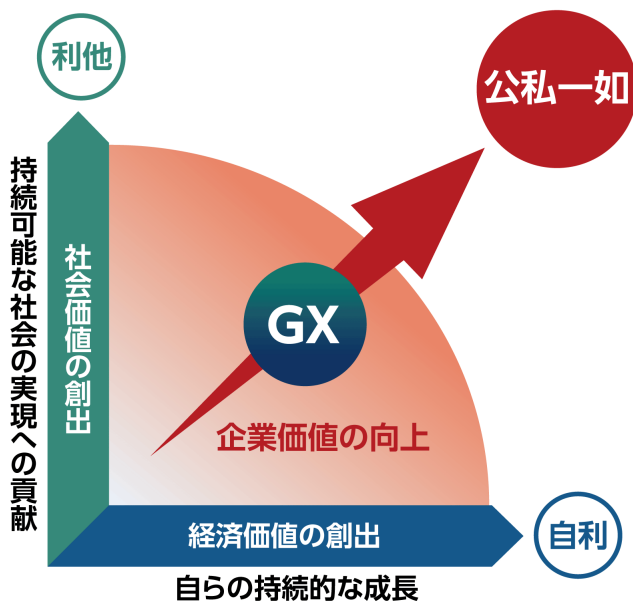 利他
公私一如
持続可能な社会の実現への貢献
社会価値の創出
GX
企業価値の向上
経済価値の創出
自利
自らの持続的な成長